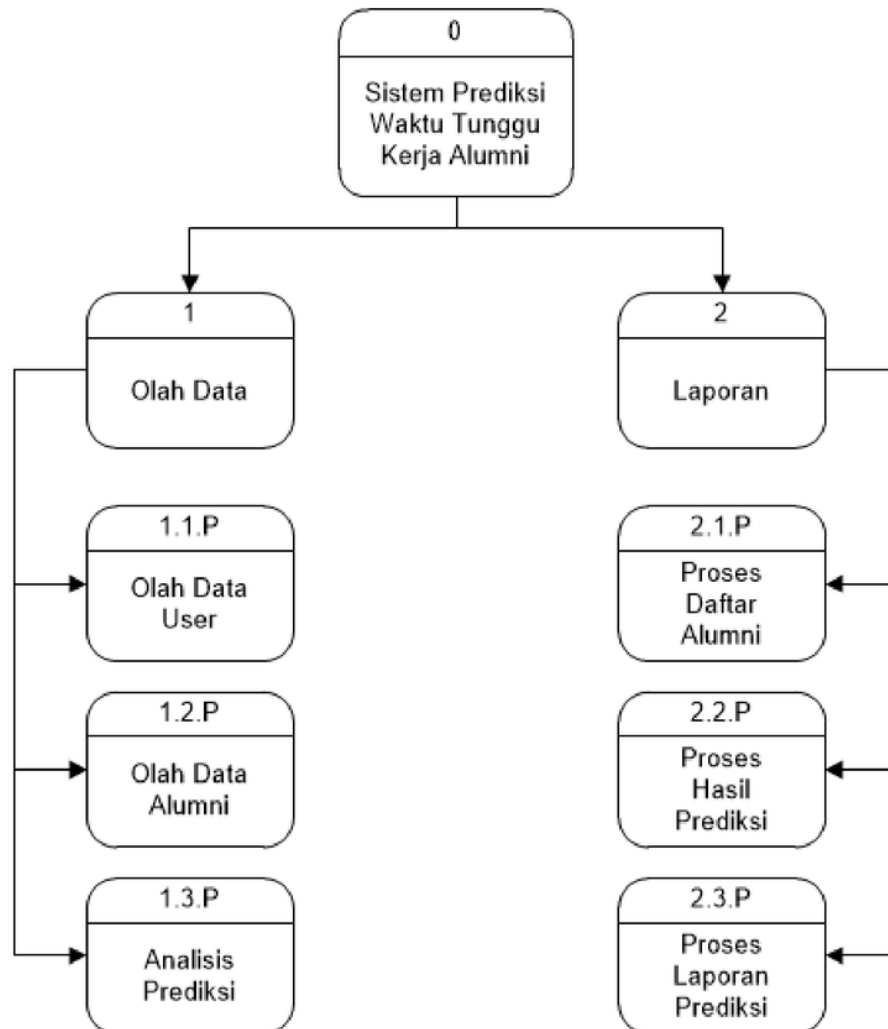 0
Sistem Prediksi
Waktu Tunggu
Kerja Alumni
1
Olah Data
2
Laporan
1.1.P
Olah Data
User
2.1.P
Proses
Daftar
Alumni
1.2.P
Olah Data
Alumni
2.2.P
Proses
Hasil
Prediksi
1.3.P
Analisis
Prediksi
2.3.P
Proses
Laporan
Prediksi